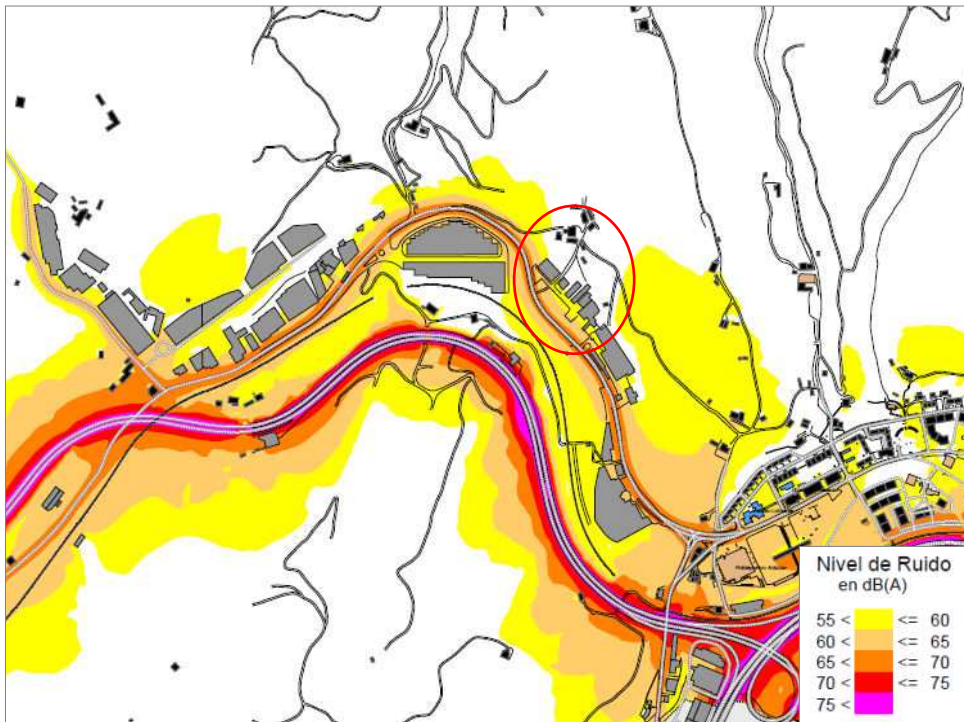 Nivel de Ruido
en dB(A)
55 < <= 60
60 < <= 65
65 < <= 70
70 < <= 75
75 <